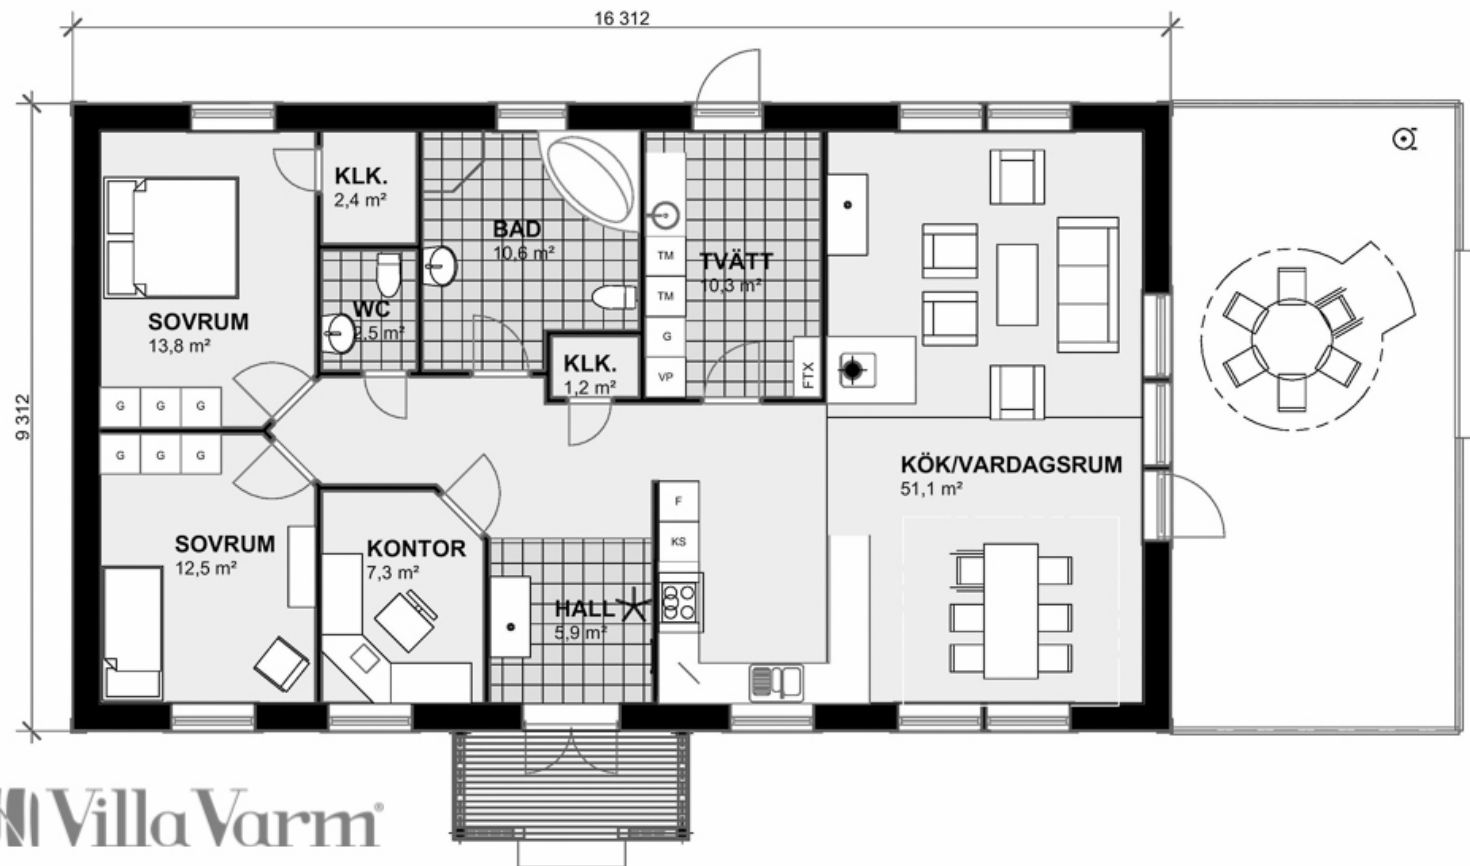 16 312
9 312
KLK.
2,4 m²
BAD
10,6 m²
TM
TM
G
VP
TVÄTT
10,3 m²
FTX
WC
2,5 m²
SOVRUM
13,8 m²
KLK.
1,2 m²
G G G
G G G
SOVRUM
12,5 m²
KONTOR
7,3 m²
HALL
5,9 m²
F
KS
KÖK/VARDAGSRUM
51,1 m²
Villa Varm®